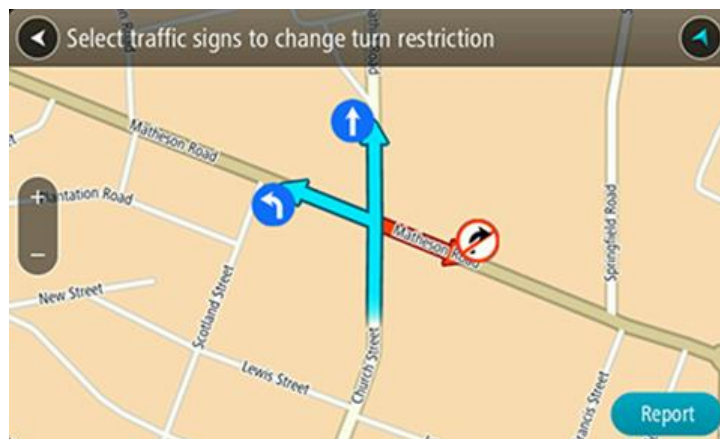 Select traffic signs to change turn restriction
Matheson Road
Plantation Road
New Street
Scotland Street
Lewis Street
Church Street
Matheson Road
Springfield Road
Report